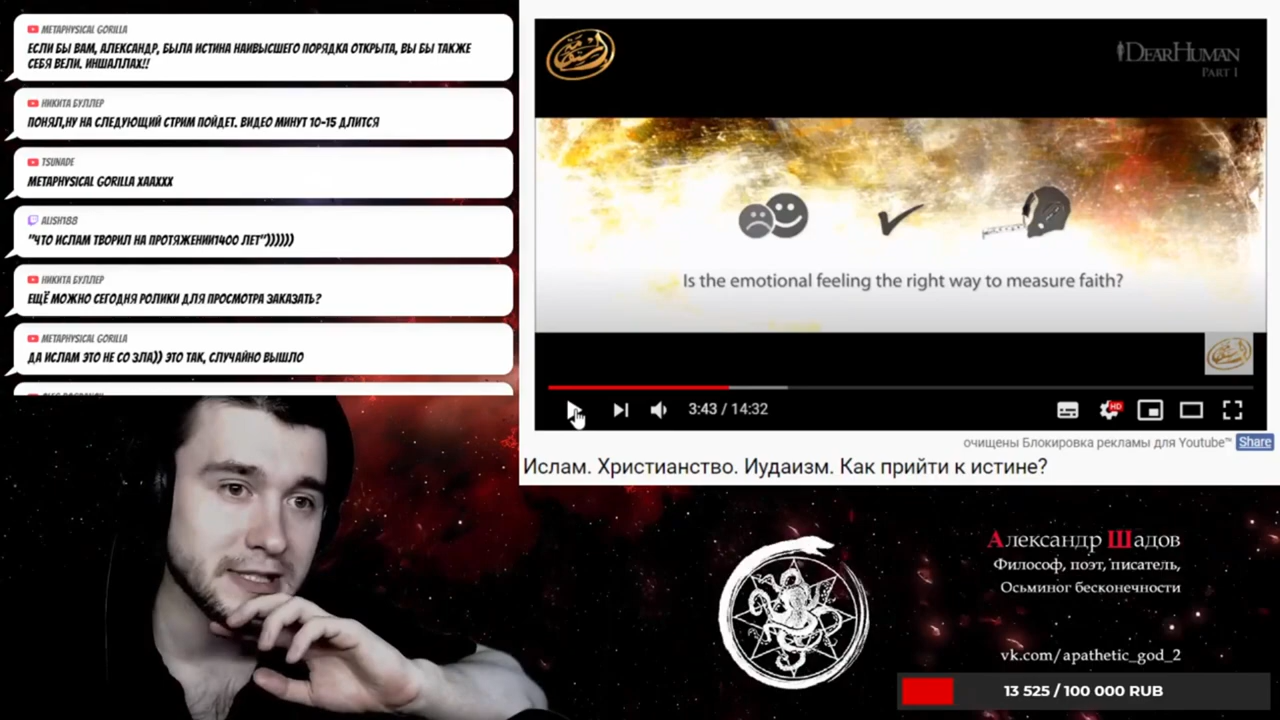 METAPHYSICAL GORILLA
ЕСЛИ БЫ ВАМ, АЛЕКСАНДР, БЫЛА ИСТИНА НАИВЫСШЕГО ПОРЯДКА ОТКРЫТА, ВЫ БЫ ТАКЖЕ
СЕБЯ ВЕЛИ. ИНШАЛЛАХ!!
НИКИТА БУЛЛЕР
ПОНЯЛ,НУ НА СЛЕДУЮЩИЙ СТРИМ ПОЙДЕТ. ВИДЕО МИНУТ 10-15 ДЛИТСЯ
TSUNADE
METAPHYSICAL GORILLA ХААХХХ
ALISH188
"ЧТО ИСЛАМ ТВОРИЛ НА ПРОТЯЖЕНИИ1400 ЛЕТ"))))))
НИКИТА БУЛЛЕР
ЕЩЁ МОЖНО СЕГОДНЯ РОЛИКИ ДЛЯ ПРОСМОТРА ЗАКАЗАТЬ?
METAPHYSICAL GORILLA
ДА ИСЛАМ ЭТО НЕ СО ЗЛА)) ЭТО ТАК, СЛУЧАЙНО ВЫШЛО
DEARHUMAN
PART I
Is the emotional feeling the right way to measure faith?
3:43 / 14:32
HD
очищены Блокировка рекламы для Youtube™ Share
Ислам. Христианство. Иудаизм. Как прийти к истине?
Александр Шадов
Философ, поэт, писатель,
Осьминог бесконечности
vk.com/apathetic_god_2
13 525 / 100 000 RUB